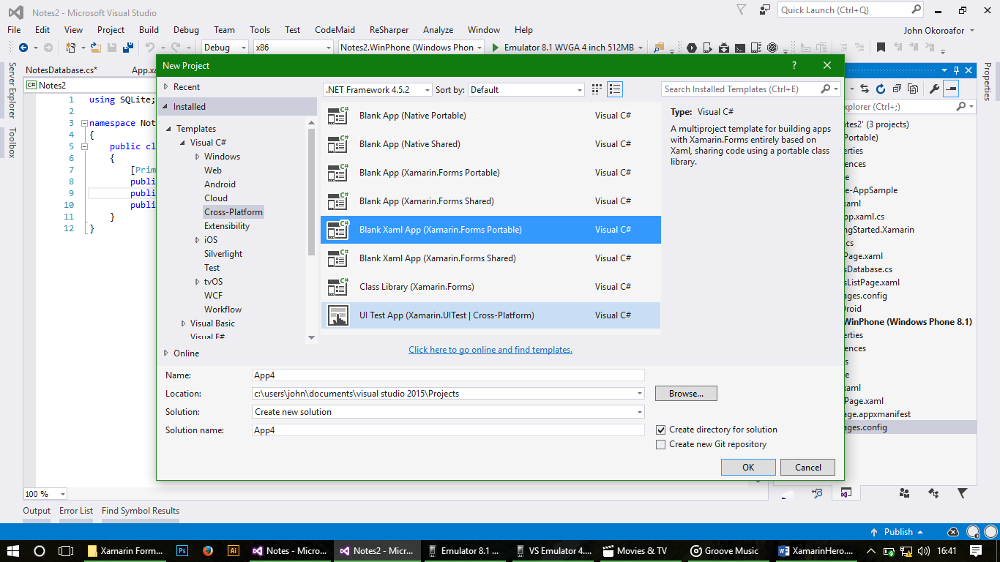 Notes2 - Microsoft Visual Studio
Quick Launch (Ctrl+Q)
File Edit View Project Build Debug Team Tools Test CodeMaid ReSharper Analyze Window Help
John Okoroafor
Debug x86 Notes2.WinPhone (Windows Phon Emulator 8.1 WVGA 4 inch 512MB
Server Explorer
Toolbox
NotesDatabase.cs* App.xa
C# Notes2
1 using SQLite;
2
3 namespace Not
4 {
5 public cl
6 {
7 [Prim
8 publi
9 publi
10 publi
11 }
12 }
100 %
New Project
?
Recent
Installed
Templates
Visual C#
Windows
Web
Android
Cloud
Cross-Platform
Extensibility
iOS
Silverlight
Test
tvOS
WCF
Workflow
Visual Basic
Visual F#
Online
.NET Framework 4.5.2 Sort by: Default
Search Installed Templates (Ctrl+E)
Blank App (Native Portable) Visual C#
Blank App (Native Shared) Visual C#
Blank App (Xamarin.Forms Portable) Visual C#
Blank App (Xamarin.Forms Shared) Visual C#
Blank Xaml App (Xamarin.Forms Portable) Visual C#
Blank Xaml App (Xamarin.Forms Shared) Visual C#
Class Library (Xamarin.Forms) Visual C#
UI Test App (Xamarin.UITest | Cross-Platform) Visual C#
Click here to go online and find templates.
Type: Visual C#
A multiproject template for building apps
with Xamarin.Forms entirely based on
Xaml, sharing code using a portable class
library.
Name: App4
Location: c:\users\john\documents\visual studio 2015\Projects
Browse...
Solution: Create new solution
Solution name: App4
Create directory for solution
Create new Git repository
OK Cancel
Properties
xplorer (Ctrl+;)
otes2' (3 projects)
Portable)
erties
ences
e
e-AppSample
xaml
pp.xaml.cs
ngStarted.Xamarin
.cs
Page.xaml
sDatabase.cs
sListPage.xaml
ages.config
Droid
WinPhone (Windows Phone 8.1)
erties
ences
s
e
xaml
Page.xaml
age.appxmanifest
ages.config
Output Error List Find Symbol Results
Publish
Xamarin Form... Ps Ai Notes - Micro... Notes2 - Micr... Emulator 8.1 ... VS Emulator 4.... Movies & TV Groove Music XamarinHero.... 16:41